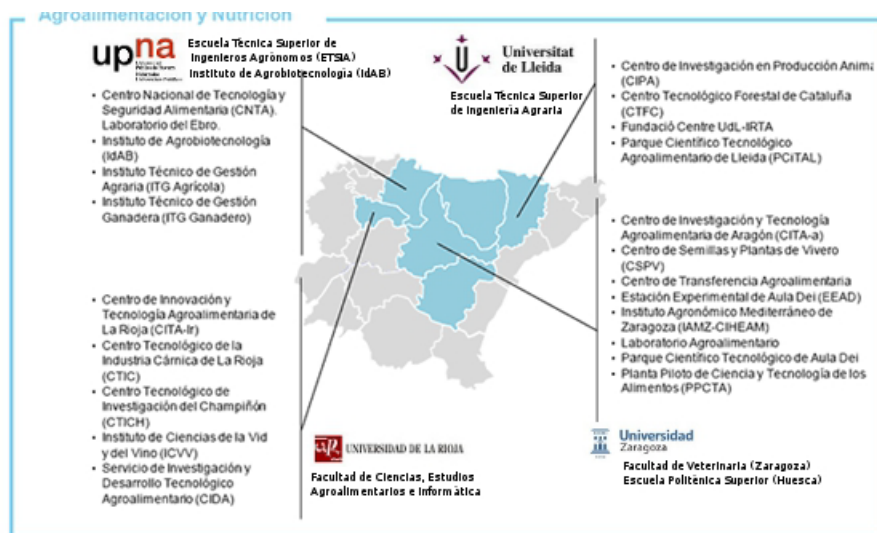 Agroalimentación y Nutrición
upna
Escuela Tècnica Superior de
Ingenieros Agrònomos (ETSIA)
Instituto de Agrobiotecnologìa (IdAB)
Centro Nacional de Tecnología y
Seguridad Alimentaria (CNTA).
Laboratorio del Ebro.
Instituto de Agrobiotecnología
(IdAB)
Instituto Técnico de Gestión
Agraria (ITG Agrícola)
Instituto Técnico de Gestión
Ganadera (ITG Ganadero)
Universitat
de Lleida
Escuela Tècnica Superior
de Ingenierìa Agraria
Centro de Investigación en Producción Anima
(CIPA)
Centro Tecnológico Forestal de Cataluña
(CTFC)
Fundació Centre UdL-IRTA
Parque Científico Tecnológico
Agroalimentario de Lleida (PCiTAL)
Centro de Investigación y Tecnología
Agroalimentaria de Aragón (CITA-a)
Centro de Semillas y Plantas de Vivero
(CSPV)
Centro de Transferencia Agroalimentaria
Estación Experimental de Aula Dei (EEAD)
Instituto Agronómico Mediterráneo de
Zaragoza (IAMZ-CIHEAM)
Laboratorio Agroalimentario
Parque Científico Tecnológico de Aula Dei
Planta Piloto de Ciencia y Tecnología de los
Alimentos (PPCTA)
Centro de Innovación y
Tecnología Agroalimentaria de
La Rioja (CITA-lr)
Centro Tecnológico de la
Industria Cárnica de La Rioja
(CTIC)
Centro Tecnológico de
Investigación del Champiñón
(CTICH)
Instituto de Ciencias de la Vid
y del Vino (ICVV)
Servicio de Investigación y
Desarrollo Tecnológico
Agroalimentario (CIDA)
UNIVERSIDAD DE LA RIOJA
Facultad de Ciencias, Estudios
Agroalimentarios e Informàtica
Universidad
Zaragoza
Facultad de Veterinaria (Zaragoza)
Escuela Politènica Superior (Huesca)